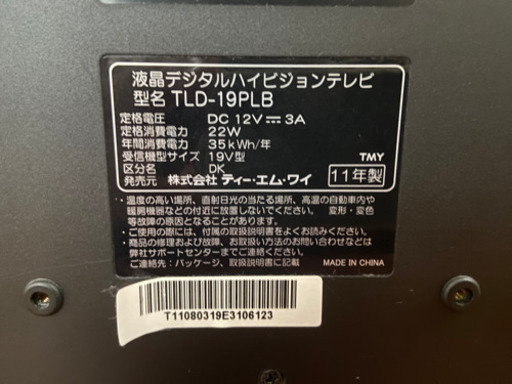 液晶デジタルハイビジョンテレビ
型名 TLD-19PLB
定格電圧 DC 12V⎓3A
定格消費電力 22W
年間消費電力 35kWh/年
受信機型サイズ 19V型
区分名 DK TMY
発売元 株式会社 ティー・エム・ワイ 11年製
・温度の高い場所、直射日光の当たる場所、高温の自動車内や
暖房機器などの付近に放置しないでください。 変形・変色
等故障の原因となることがあります。
・ご使用の際には、付属の取扱説明書をよくお読みください。
・商品の修理および故障、お分かりにならないことなどは
弊社サポートセンターまでご連絡ください。
ご連絡先：パッケージ、取扱説明書に記載 MADE IN CHINA
T11080319E3106123